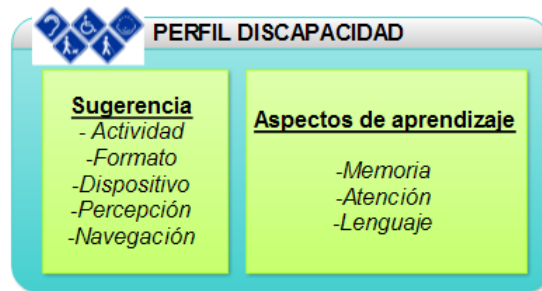 PERFIL DISCAPACIDAD
Sugerencia
- Actividad
-Formato
-Dispositivo
-Percepción
-Navegación
Aspectos de aprendizaje
-Memoria
-Atención
-Lenguaje